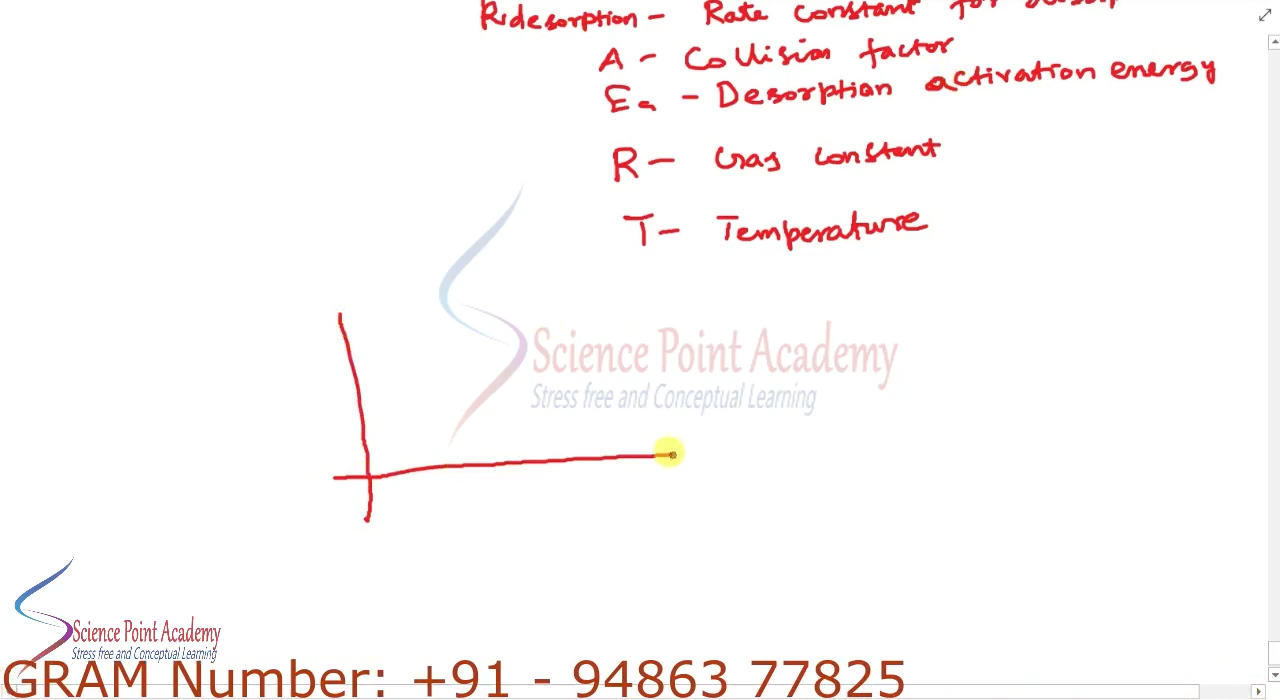 Kdesorption - Rate constant for
A - Collision factor
Ea - Desorption activation energy
R - Gas constant
T - Temperature
Science Point Academy
Stress free and Conceptual Learning
Science Point Academy
Stress free and Conceptual Learning
GRAM Number: +91 - 94863 77825